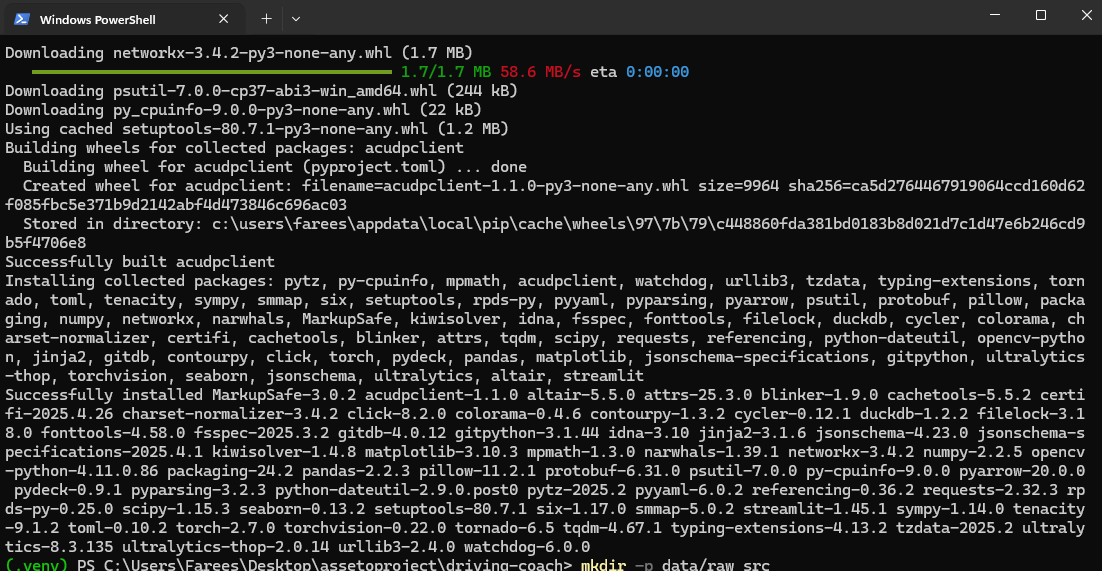 Windows PowerShell
Downloading networkx-3.4.2-py3-none-any.whl (1.7 MB)
1.7/1.7 MB 58.6 MB/s eta 0:00:00
Downloading psutil-7.0.0-cp37-abi3-win_amd64.whl (244 kB)
Downloading py_cpuinfo-9.0.0-py3-none-any.whl (22 kB)
Using cached setuptools-80.7.1-py3-none-any.whl (1.2 MB)
Building wheels for collected packages: acudpclient
Building wheel for acudpclient (pyproject.toml) ... done
Created wheel for acudpclient: filename=acudpclient-1.1.0-py3-none-any.whl size=9964 sha256=ca5d2764467919064ccd160d62
f085fbc5e371b9d2142abf4d473846c696ac03
Stored in directory: c:\users\farees\appdata\local\pip\cache\wheels\97\7b\79\c448860fda381bd0183b8d021d7c1d47e6b246cd9
b5f4706e8
Successfully built acudpclient
Installing collected packages: pytz, py-cpuinfo, mpmath, acudpclient, watchdog, urllib3, tzdata, typing-extensions, torn
ado, toml, tenacity, sympy, smmap, six, setuptools, rpds-py, pyyaml, pyparsing, pyarrow, psutil, protobuf, pillow, packa
ging, numpy, networkx, narwhals, MarkupSafe, kiwisolver, idna, fsspec, fonttools, filelock, duckdb, cycler, colorama, ch
arset-normalizer, certifi, cachetools, blinker, attrs, tqdm, scipy, requests, referencing, python-dateutil, opencv-pytho
n, jinja2, gitdb, contourpy, click, torch, pydeck, pandas, matplotlib, jsonschema-specifications, gitpython, ultralytics
-thop, torchvision, seaborn, jsonschema, ultralytics, altair, streamlit
Successfully installed MarkupSafe-3.0.2 acudpclient-1.1.0 altair-5.5.0 attrs-25.3.0 blinker-1.9.0 cachetools-5.5.2 certi
fi-2025.4.26 charset-normalizer-3.4.2 click-8.2.0 colorama-0.4.6 contourpy-1.3.2 cycler-0.12.1 duckdb-1.2.2 filelock-3.1
8.0 fonttools-4.58.0 fsspec-2025.3.2 gitdb-4.0.12 gitpython-3.1.44 idna-3.10 jinja2-3.1.6 jsonschema-4.23.0 jsonschema-s
pecifications-2025.4.1 kiwisolver-1.4.8 matplotlib-3.10.3 mpmath-1.3.0 narwhals-1.39.1 networkx-3.4.2 numpy-2.2.5 opencv
-python-4.11.0.86 packaging-24.2 pandas-2.2.3 pillow-11.2.1 protobuf-6.31.0 psutil-7.0.0 py-cpuinfo-9.0.0 pyarrow-20.0.0
pydeck-0.9.1 pyparsing-3.2.3 python-dateutil-2.9.0.post0 pytz-2025.2 pyyaml-6.0.2 referencing-0.36.2 requests-2.32.3 rp
ds-py-0.25.0 scipy-1.15.3 seaborn-0.13.2 setuptools-80.7.1 six-1.17.0 smmap-5.0.2 streamlit-1.45.1 sympy-1.14.0 tenacity
-9.1.2 toml-0.10.2 torch-2.7.0 torchvision-0.22.0 tornado-6.5 tqdm-4.67.1 typing-extensions-4.13.2 tzdata-2025.2 ultraly
tics-8.3.135 ultralytics-thop-2.0.14 urllib3-2.4.0 watchdog-6.0.0
(.venv) PS C:\Users\Farees\Desktop\assetoproject\driving-coach> mkdir -p data/raw src